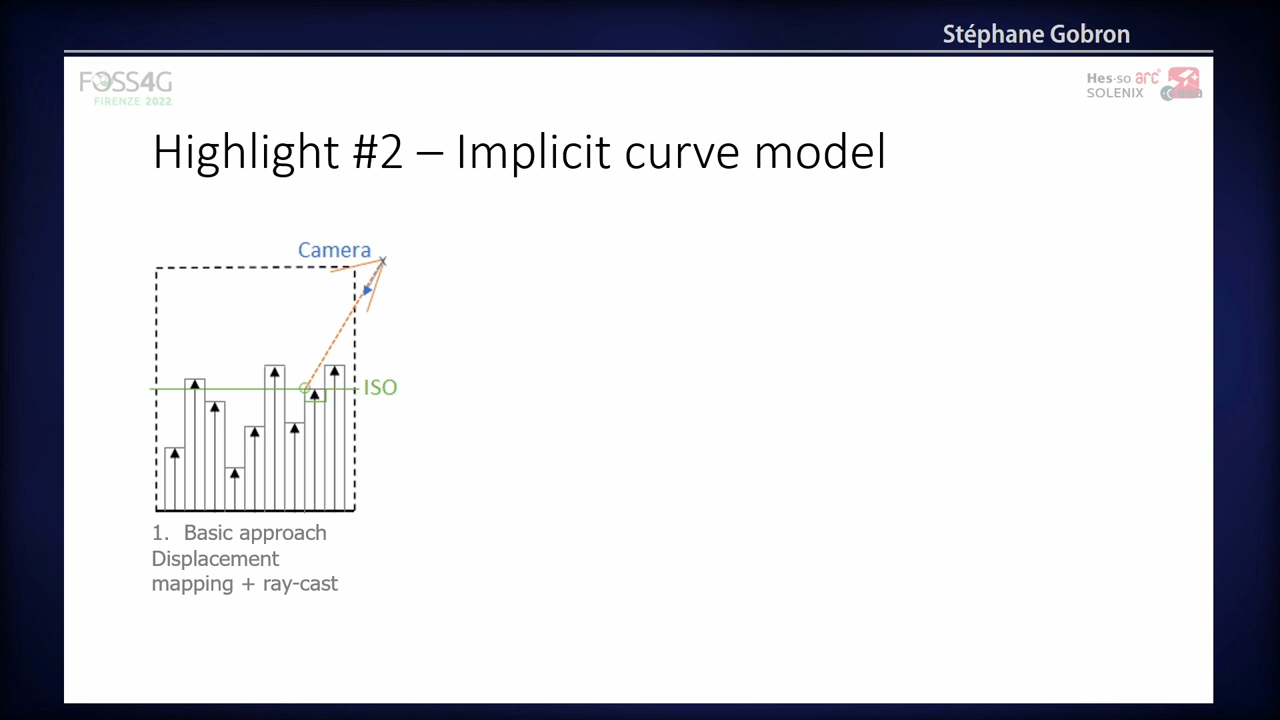 Stéphane Gobron
FOSS4G
FIRENZE 2022
Hes-so arc
SOLENIX
Highlight #2 – Implicit curve model
Camera
ISO
1. Basic approach
Displacement
mapping + ray-cast